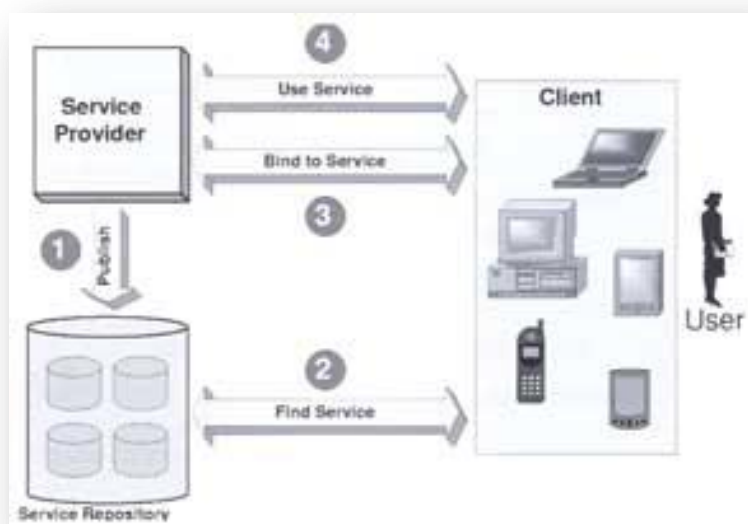 4
Use Service
Service
Provider
Client
Bind to Service
3
1
Publish
User
2
Find Service
Service Repository